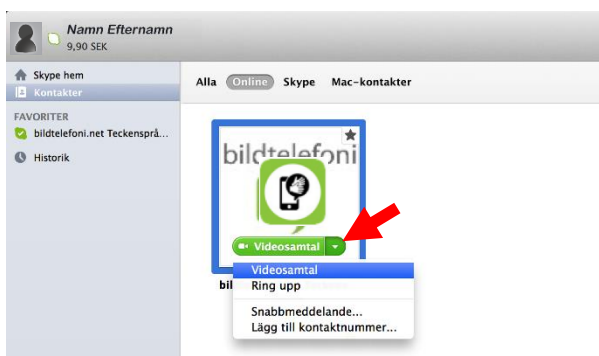 Namn Efternamn
9,90 SEK
Skype hem
Kontakter
FAVORITER
bildtelefoni.net Teckensprå...
Historik
Alla Online Skype Mac-kontakter
bildtelefoni
Videosamtal
Videosamtal
Ring upp
Snabbmeddelande...
Lägg till kontaktnummer...
bil